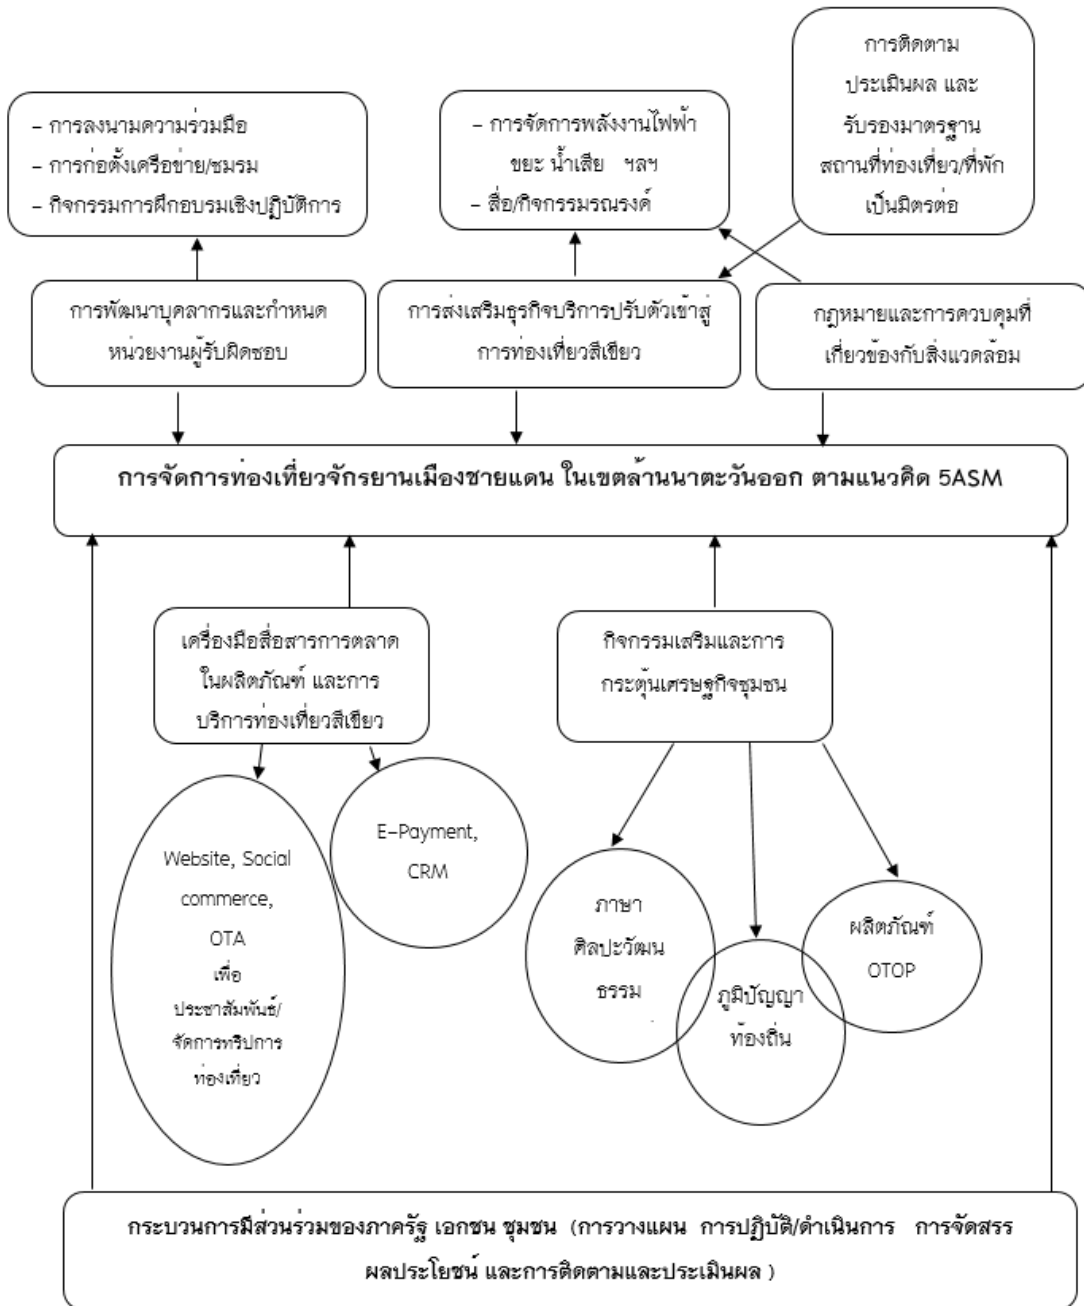 การติดตาม
ประเมินผล และ
รับรองมาตรฐาน
สถานที่ท่องเที่ยว/ที่พัก
เป็นมิตรต่อ
– การลงนามความร่วมมือ
– การก่อตั้งเครือข่าย/ชมรม
– กิจกรรมการฝึกอบรมเชิงปฏิบัติการ
– การจัดการพลังงานไฟฟ้า
ขยะ น้ำเสีย ฯลฯ
– สื่อ/กิจกรรมรณรงค์
การพัฒนาบุคลากรและกำหนด
หน่วยงานผู้รับผิดชอบ
การส่งเสริมธุรกิจบริการปรับตัวเข้าสู่
การท่องเที่ยวสีเขียว
กฎหมายและการควบคุมที่
เกี่ยวข้องกับสิ่งแวดล้อม
การจัดการท่องเที่ยวจักรยานเมืองชายแดน ในเขตล้านนาตะวันออก ตามแนวคิด 5ASM
เครื่องมือสื่อสารการตลาด
ในผลิตภัณฑ์ และการ
บริการท่องเที่ยวสีเขียว
กิจกรรมเสริมและการ
กระตุ้นเศรษฐกิจชุมชน
Website, Social
commerce,
OTA
เพื่อ
ประชาสัมพันธ์/
จัดการทริปการ
ท่องเที่ยว
E–Payment,
CRM
ภาษา
ศิลปะวัฒน
ธรรม
ภูมิปัญญา
ท้องถิ่น
ผลิตภัณฑ์
OTOP
กระบวนการมีส่วนร่วมของภาครัฐ เอกชน ชุมชน (การวางแผน การปฏิบัติ/ดำเนินการ การจัดสรร
ผลประโยชน์ และการติดตามและประเมินผล )